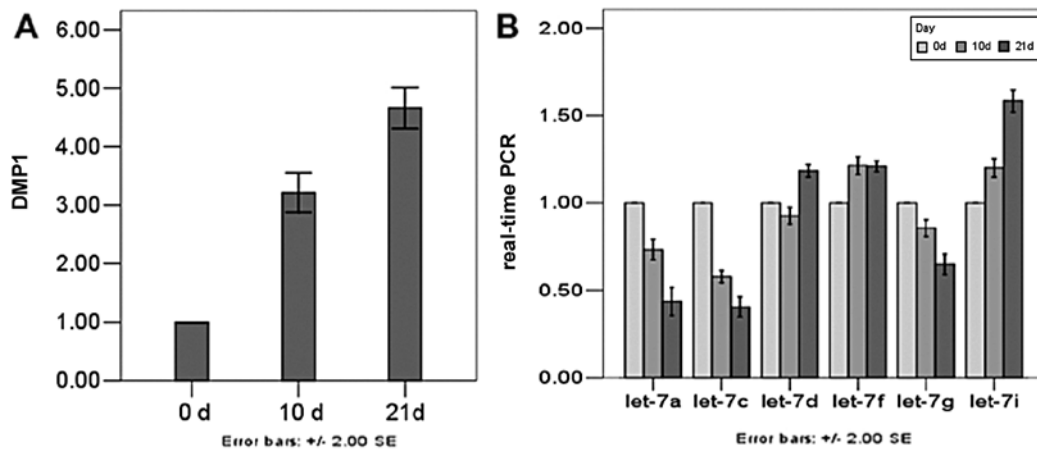 A
DMP1
6.00
5.00
4.00
3.00
2.00
1.00
0.00
0 d 10 d 21d
Error bars: +/- 2.00 SE
B
real-time PCR
2.00
1.50
1.00
0.50
0.00
Day
0d 10d 21d
let-7a let-7c let-7d let-7f let-7g let-7i
Error bars: +/- 2.00 SE